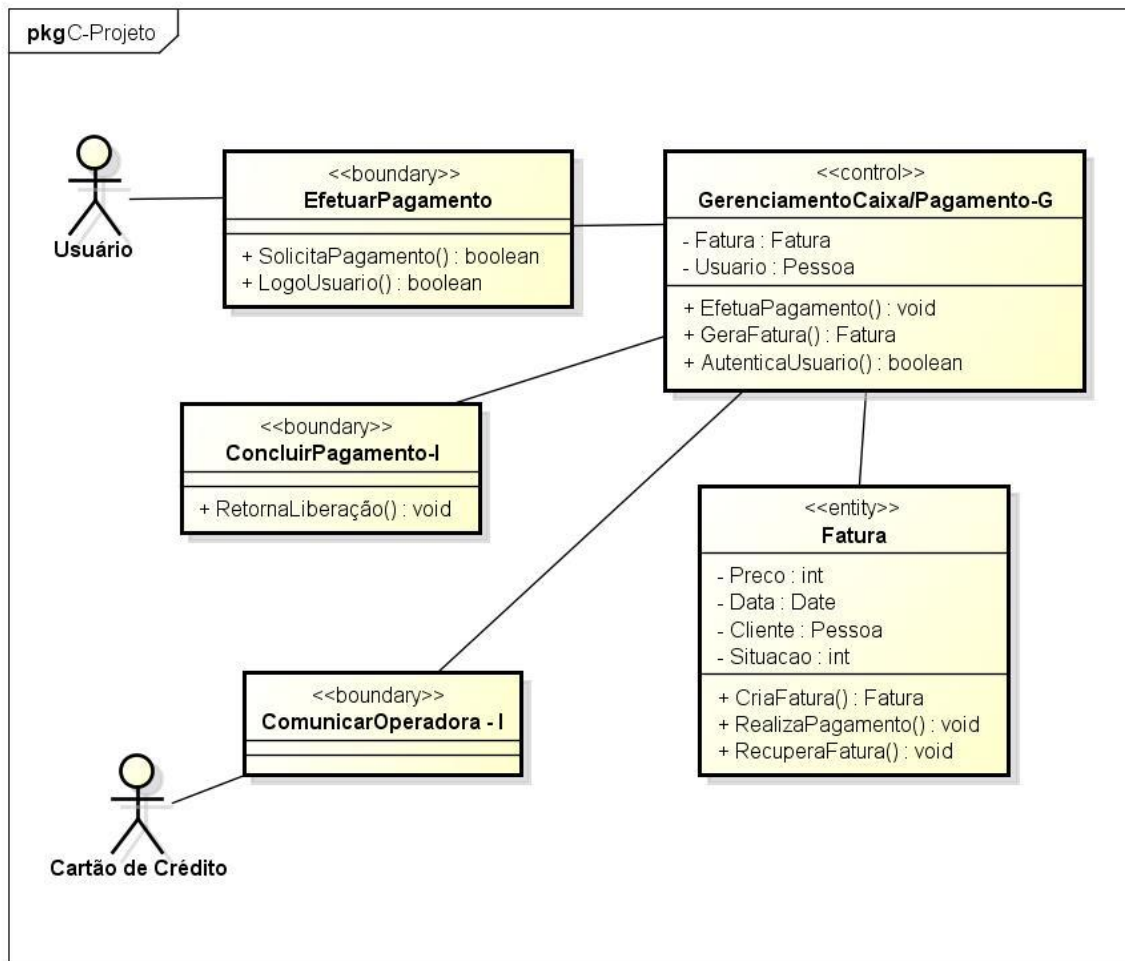 pkg C-Projeto
Usuário
<<boundary>>
EfetuarPagamento
+ SolicitaPagamento() : boolean
+ LogoUsuario() : boolean
<<control>>
GerenciamentoCaixa/Pagamento-G
- Fatura : Fatura
- Usuario : Pessoa
+ EfetuaPagamento() : void
+ GeraFatura() : Fatura
+ AutenticaUsuario() : boolean
<<boundary>>
ConcluirPagamento-I
+ RetornaLiberação() : void
<<entity>>
Fatura
- Preco : int
- Data : Date
- Cliente : Pessoa
- Situacao : int
+ CriaFatura() : Fatura
+ RealizaPagamento() : void
+ RecuperaFatura() : void
<<boundary>>
ComunicarOperadora - I
Cartão de Crédito